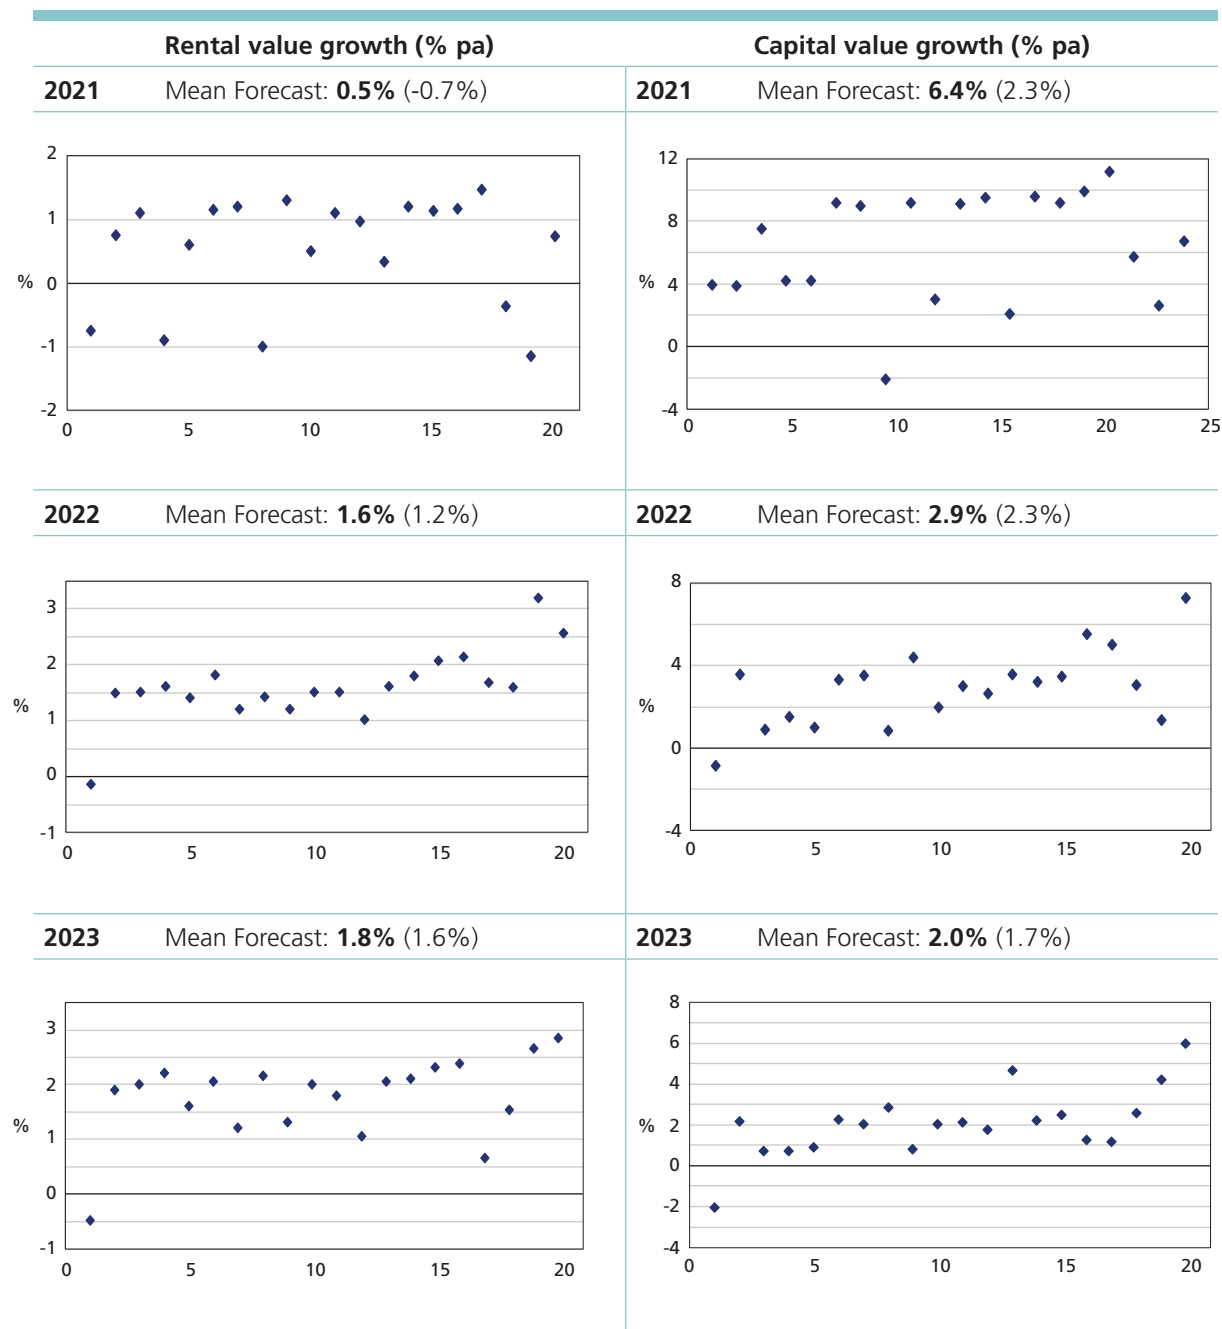 Rental value growth (% pa)
Capital value growth (% pa)
2021 Mean Forecast: 0.5% (-0.7%)
2
1
0
-1
-2
%
0 5 10 15 20
2021 Mean Forecast: 6.4% (2.3%)
12
8
4
0
-4
%
0 5 10 15 20 25
2022 Mean Forecast: 1.6% (1.2%)
3
2
1
0
-1
%
0 5 10 15 20
2022 Mean Forecast: 2.9% (2.3%)
8
4
0
-4
%
0 5 10 15 20
2023 Mean Forecast: 1.8% (1.6%)
3
2
1
0
-1
%
0 5 10 15 20
2023 Mean Forecast: 2.0% (1.7%)
8
6
4
2
0
-2
-4
%
0 5 10 15 20